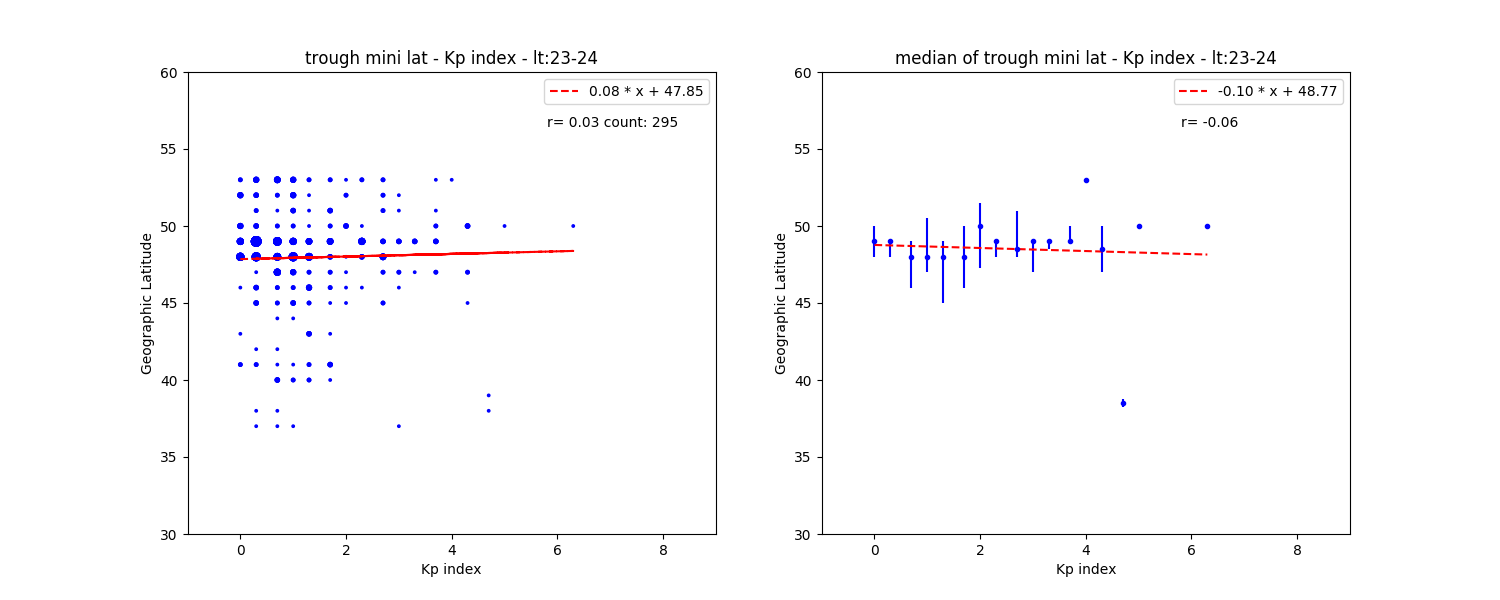 trough mini lat - Kp index - lt:23-24
0.08 * x + 47.85
r= 0.03 count: 295
60
55
50
45
40
35
30
Geographic Latitude
0 2 4 6 8
Kp index
median of trough mini lat - Kp index - lt:23-24
-0.10 * x + 48.77
r= -0.06
60
55
50
45
40
35
30
Geographic Latitude
0 2 4 6 8
Kp index